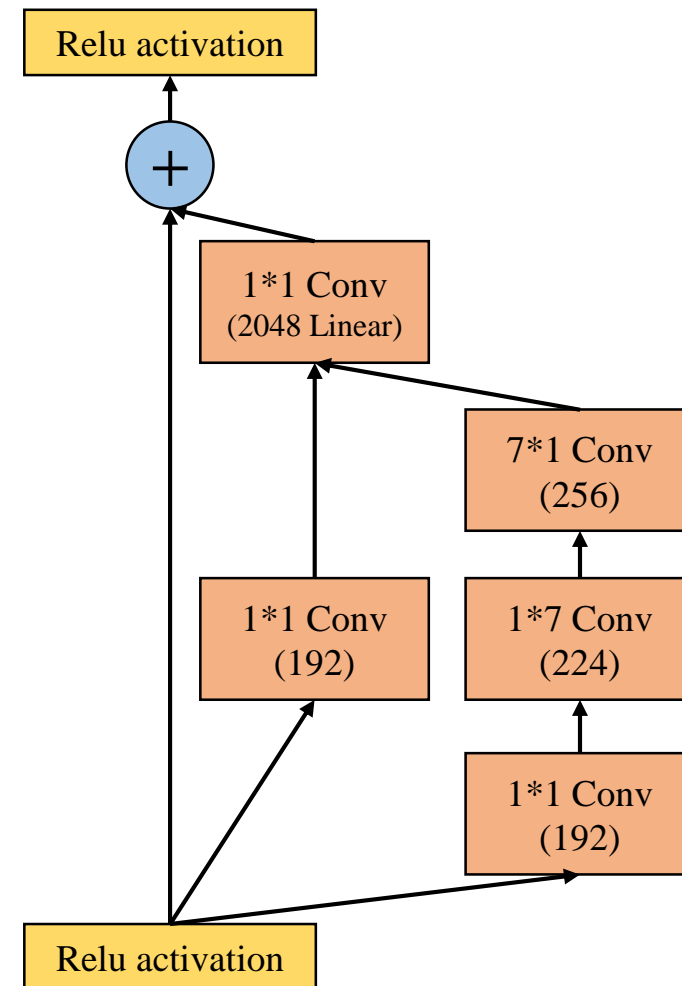 Relu activation
+
1*1 Conv
(2048 Linear)
7*1 Conv
(256)
1*1 Conv
(192)
1*7 Conv
(224)
1*1 Conv
(192)
Relu activation